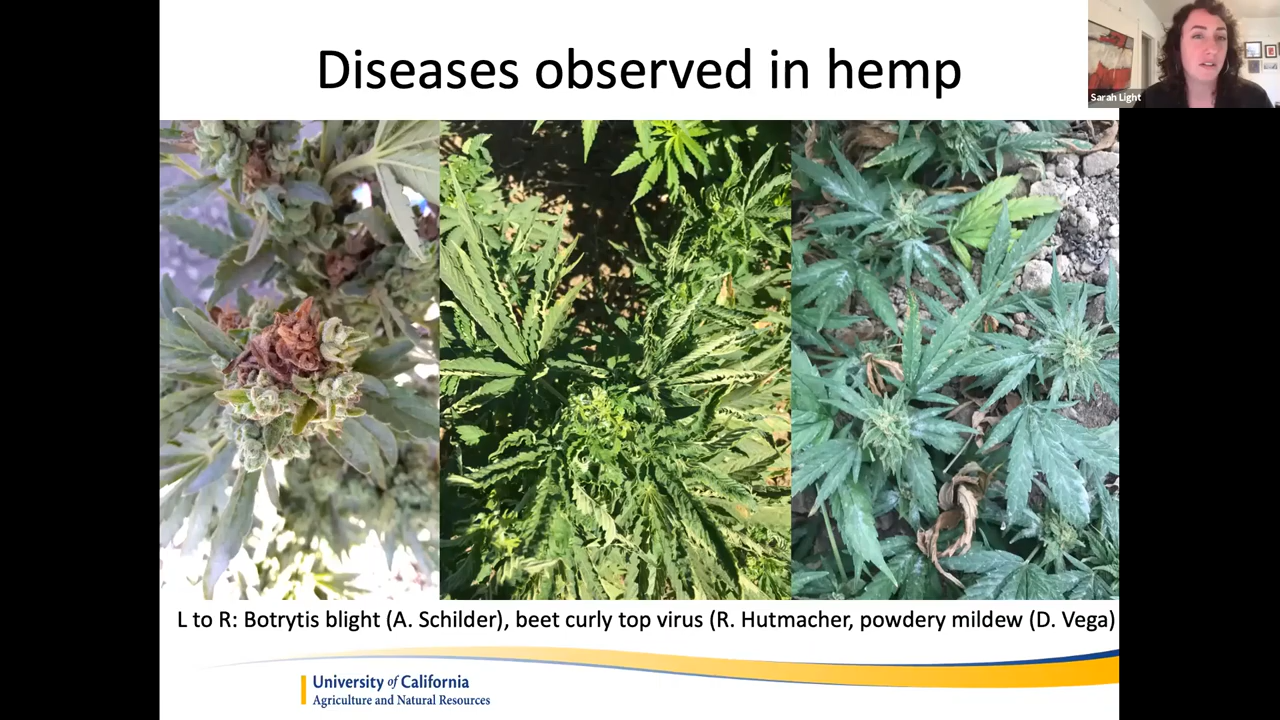 Diseases observed in hemp
Sarah Light
L to R: Botrytis blight (A. Schilder), beet curly top virus (R. Hutmacher, powdery mildew (D. Vega)
University of California
Agriculture and Natural Resources